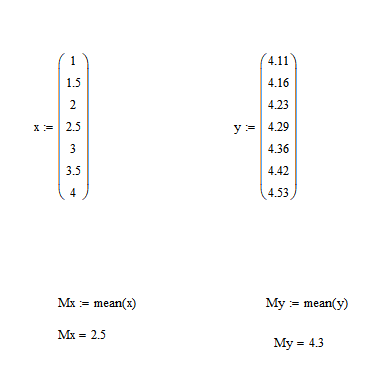 1 4.11
1.5 4.16
2 4.23
x := 2.5 y := 4.29
3 4.36
3.5 4.42
4 4.53
Mx := mean(x) My := mean(y)
Mx = 2.5
My = 4.3